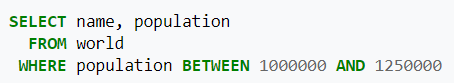 SELECT name, population
FROM world
WHERE population BETWEEN 1000000 AND 1250000